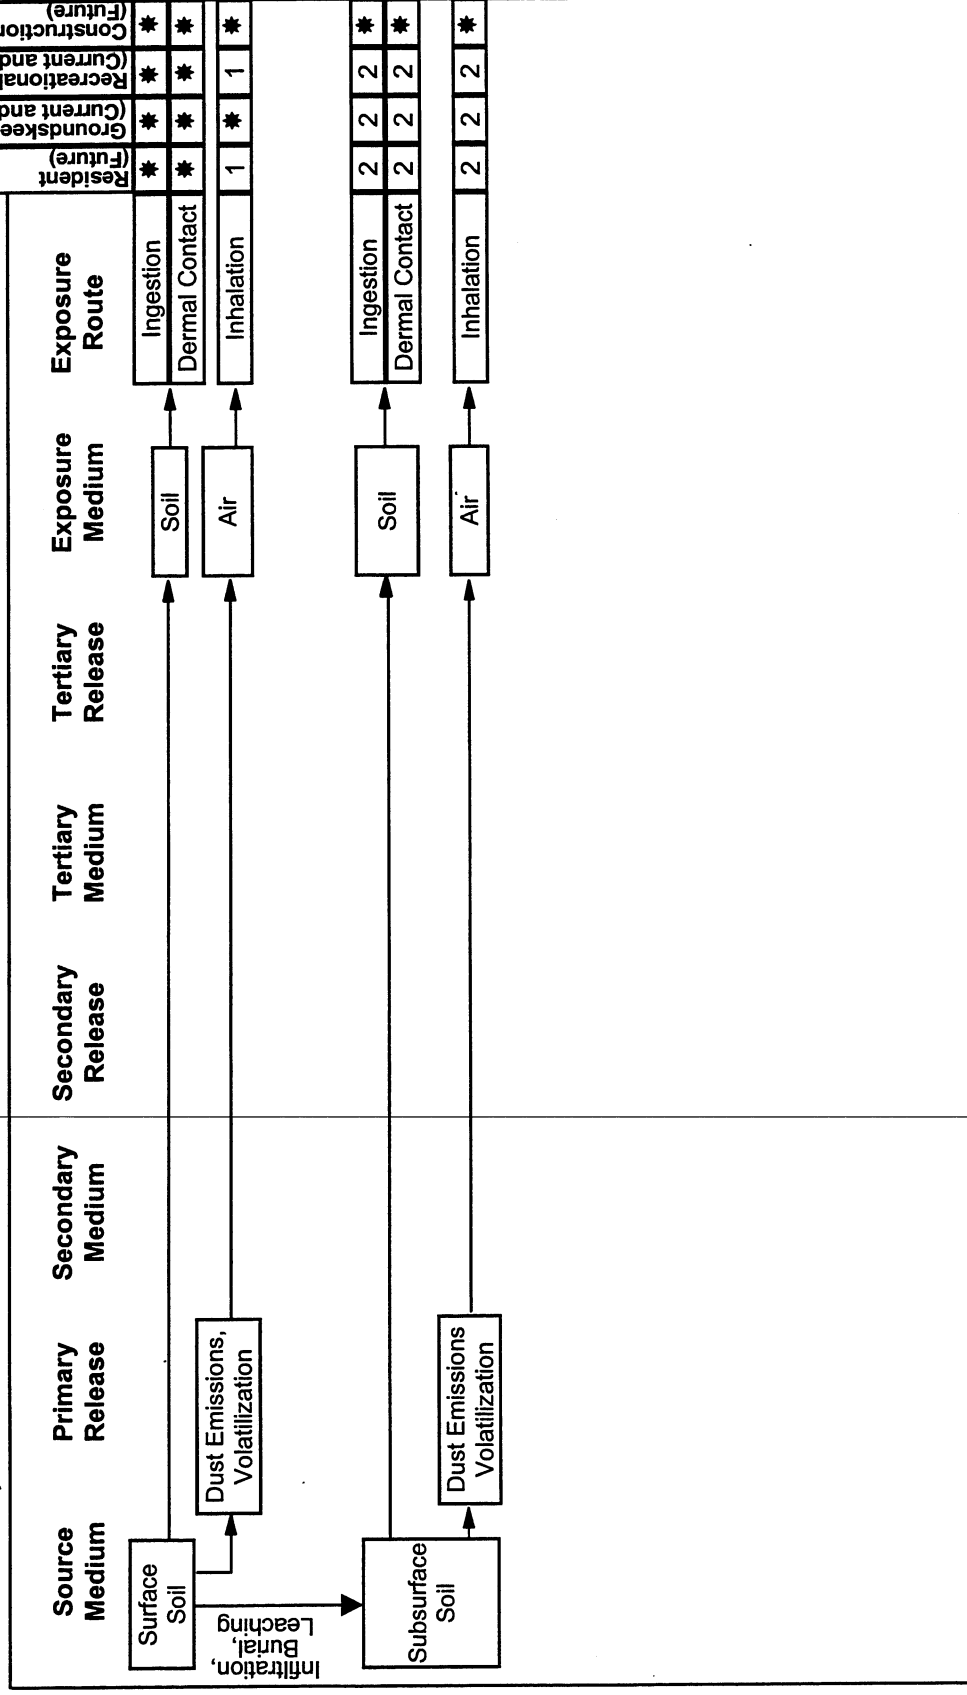 Source
Medium
Primary
Release
Secondary
Medium
Secondary
Release
Tertiary
Medium
Tertiary
Release
Exposure
Medium
Exposure
Route
Resident
(Future)
(Current and
Recreational
(Current and
Construction
(Future)
Surface
Soil
Soil
Ingestion
* * * *
Dermal Contact
* * * *
Dust Emissions,
Volatilization
Air
Inhalation
1 * 1 *
Infiltration,
Burial,
Leaching
Subsurface
Soil
Soil
Ingestion
2 2 2 *
Dermal Contact
2 2 2 *
Dust Emissions
Volatilization
Air
Inhalation
2 2 2 *